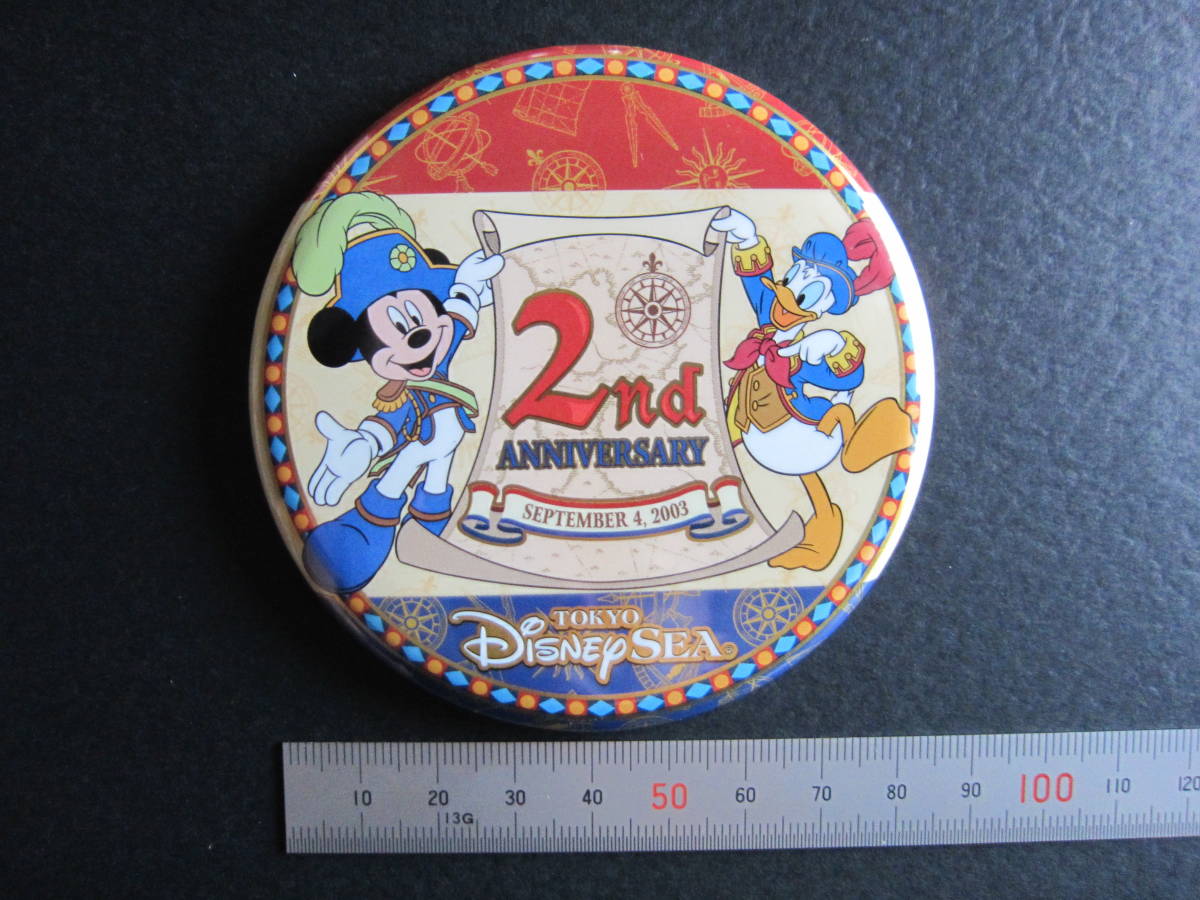 2nd
ANNIVERSARY
SEPTEMBER 4, 2003
TOKYO
DISNEYSEA®
10 20 30 40 50 60 70 80 90 100 110 120
13G